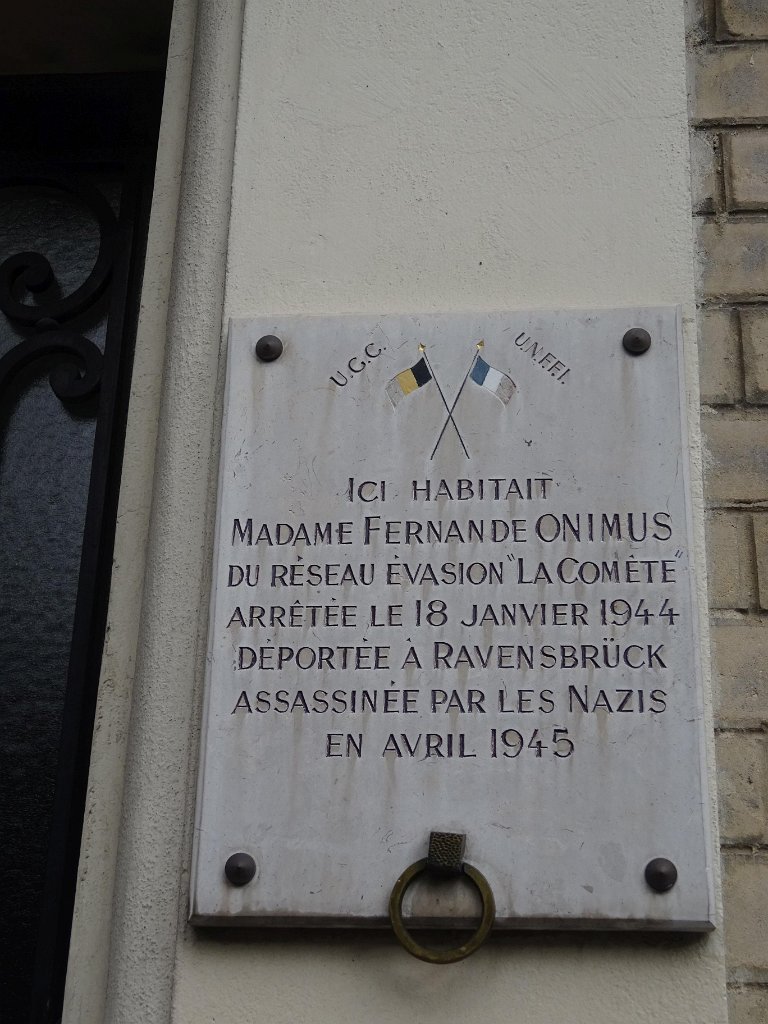 U.G.C. U.N.F.F.I.
ICI HABITAIT
MADAME FERNANDE ONIMUS
DU RÉSEAU ÉVASION "LA COMÈTE"
ARRÊTÉE LE 18 JANVIER 1944
DÉPORTÉE À RAVENSBRÜCK
ASSASSINÉE PAR LES NAZIS
EN AVRIL 1945